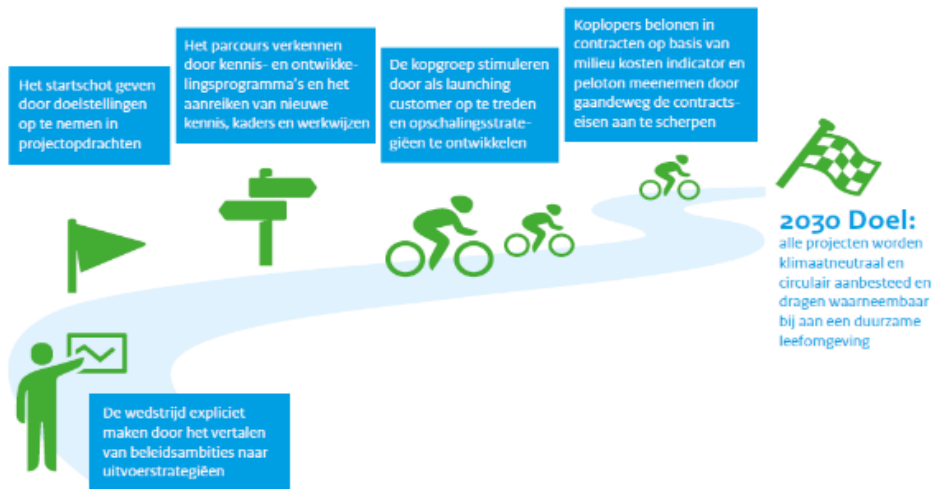 Het startschot geven
door doelstellingen
op te nemen in
projectopdrachten
Het parcours verkennen
door kennis- en ontwikke-
lingsprogramma's en het
aanreiken van nieuwe
kennis, kaders en werkwijzen
De kopgroep stimuleren
door als launching
customer op te treden
en opschalingsstrate-
giëen te ontwikkelen
Koplopers belonen in
contracten op basis van
milieu kosten indicator en
peloton meenemen door
gaandeweg de contracts-
eisen aan te scherpen
2030 Doel:
alle projecten worden
klimaatneutraal en
circulair aanbesteed en
dragen waarneembaar
bij aan een duurzame
leefomgeving
De wedstrijd expliciet
maken door het vertalen
van beleidsambities naar
uitvoerstrategiëen